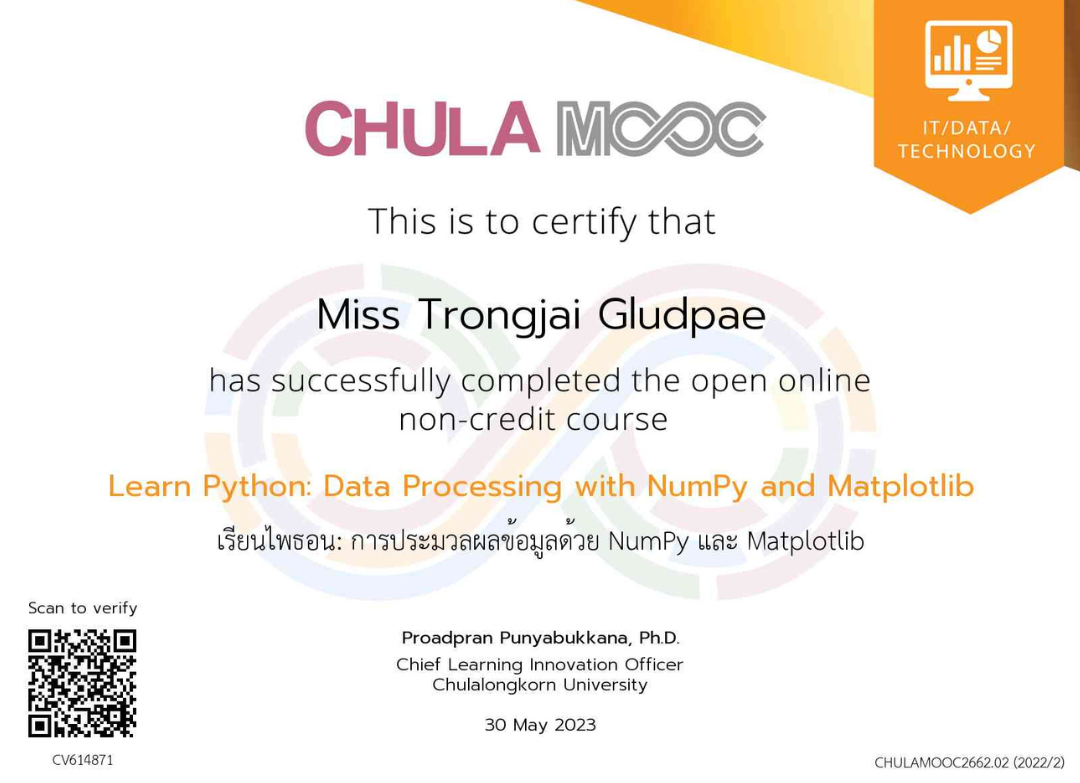 IT/DATA/
TECHNOLOGY
CHULA MOOC
This is to certify that
Miss Trongjai Gludpae
has successfully completed the open online
non-credit course
Learn Python: Data Processing with NumPy and Matplotlib
เรียนไพธอน: การประมวลผลข้อมูลด้วย NumPy และ Matplotlib
Scan to verify
Proadpran Punyabukkana, Ph.D.
Chief Learning Innovation Officer
Chulalongkorn University
30 May 2023
CV614871
CHULAMOOC2662.02 (2022/2)